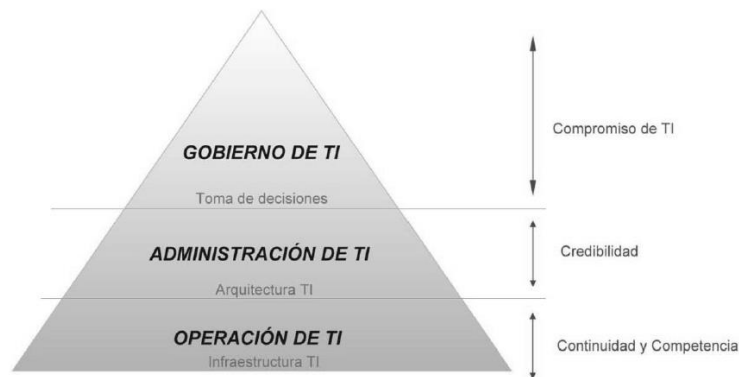 Compromiso de TI
GOBIERNO DE TI
Toma de decisiones
ADMINISTRACIÓN DE TI
Credibilidad
Arquitectura TI
OPERACIÓN DE TI
Continuidad y Competencia
Infraestructura TI